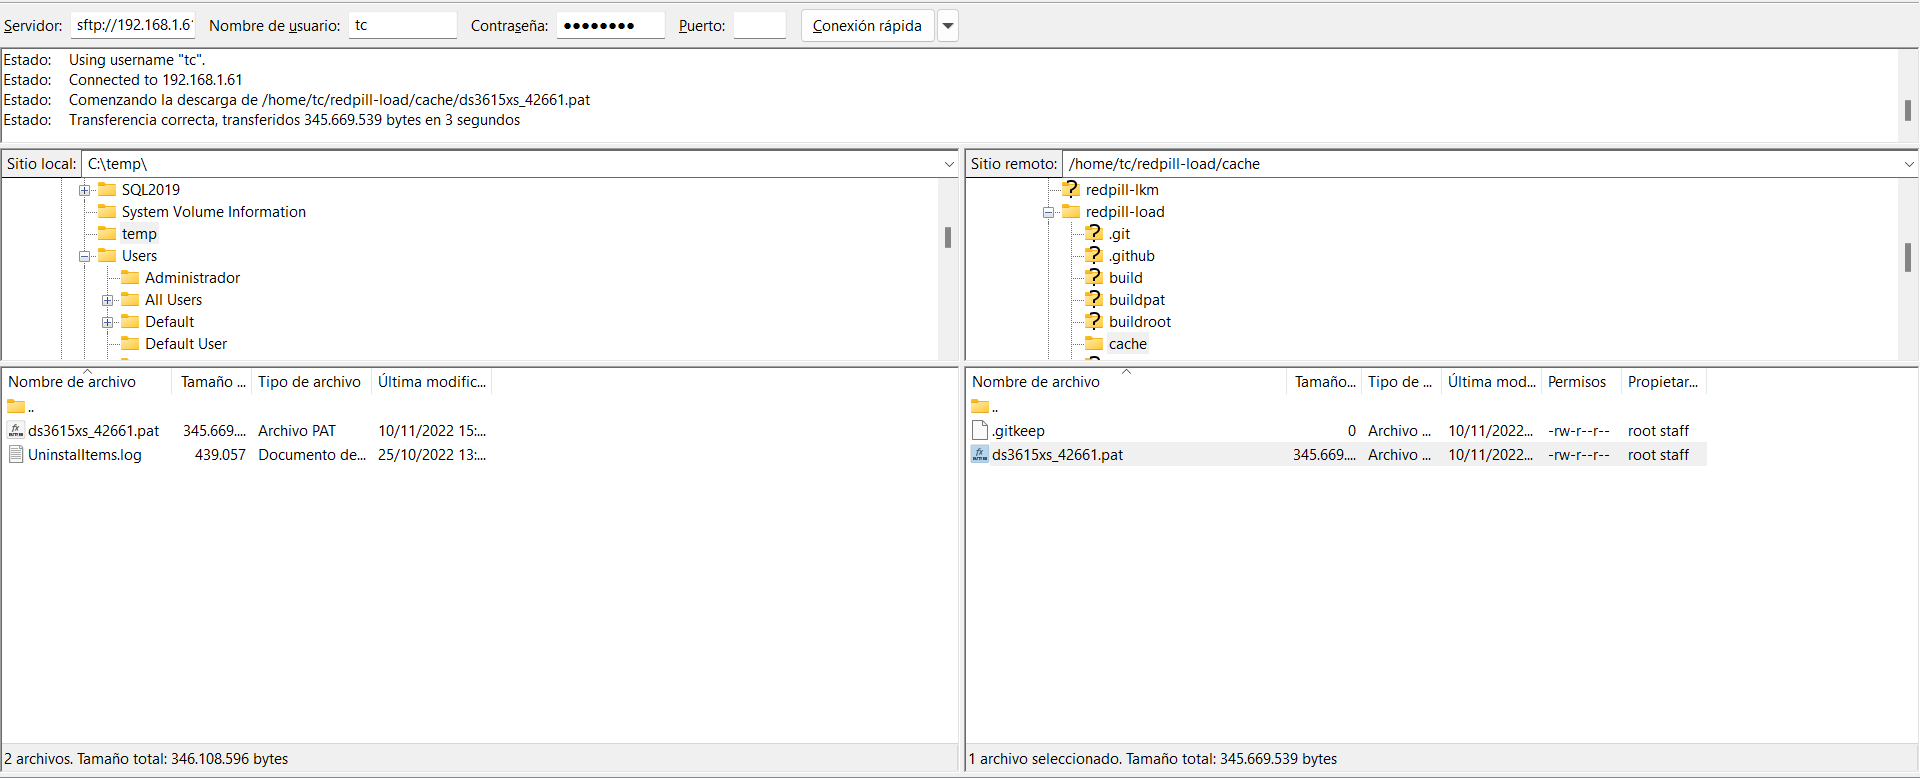 Servidor: sftp://192.168.1.6 Nombre de usuario: tc Contraseña: ●●●●●●●● Puerto: Conexión rápida
Estado: Using username "tc".
Estado: Connected to 192.168.1.61
Estado: Comenzando la descarga de /home/tc/redpill-load/cache/ds3615xs_42661.pat
Estado: Transferencia correcta, transferidos 345.669.539 bytes en 3 segundos
Sitio local: C:\temp\
SQL2019
System Volume Information
temp
Users
Administrador
All Users
Default
Default User
Sitio remoto: /home/tc/redpill-load/cache
redpill-lkm
redpill-load
.git
.github
build
buildpat
buildroot
cache
Nombre de archivo Tamaño ... Tipo de archivo Última modific...
..
ds3615xs_42661.pat 345.669.... Archivo PAT 10/11/2022 15:...
UninstallItems.log 439.057 Documento de... 25/10/2022 13:...
2 archivos. Tamaño total: 346.108.596 bytes
Nombre de archivo Tamaño... Tipo de ... Última mod... Permisos Propietar...
..
.gitkeep 0 Archivo ... 10/11/2022... -rw-r--r-- root staff
ds3615xs_42661.pat 345.669.... Archivo ... 10/11/2022... -rw-r--r-- root staff
1 archivo seleccionado. Tamaño total: 345.669.539 bytes